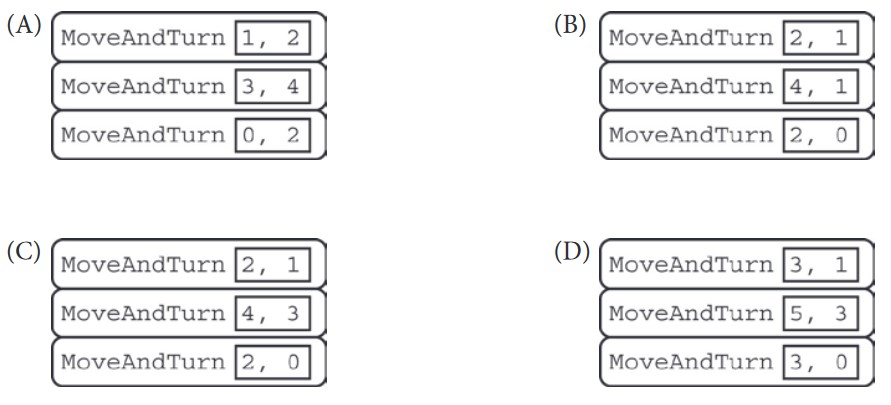 (A) MoveAndTurn 1, 2
MoveAndTurn 3, 4
MoveAndTurn 0, 2
(B) MoveAndTurn 2, 1
MoveAndTurn 4, 1
MoveAndTurn 2, 0
(C) MoveAndTurn 2, 1
MoveAndTurn 4, 3
MoveAndTurn 2, 0
(D) MoveAndTurn 3, 1
MoveAndTurn 5, 3
MoveAndTurn 3, 0